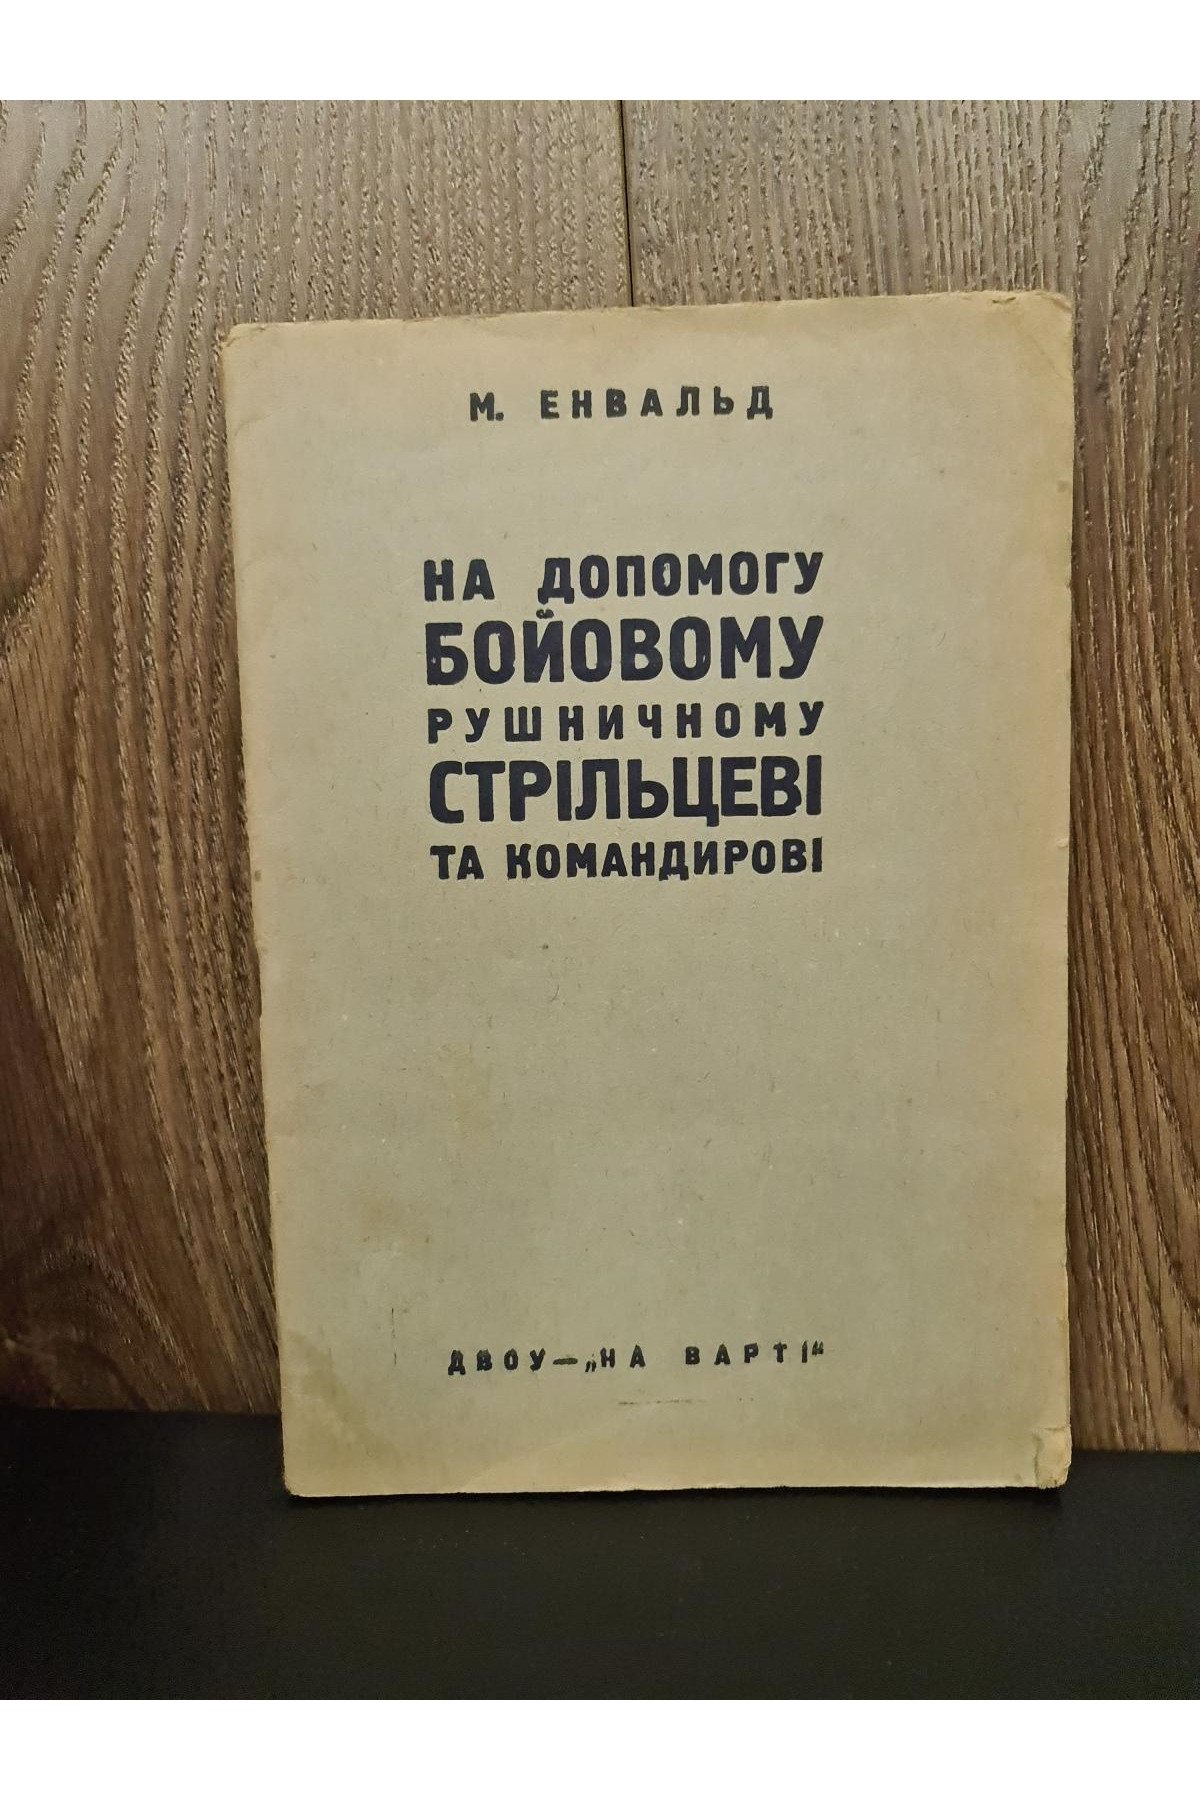 М. ЕНВАЛЬД
НА ДОПОМОГУ
БОЙОВОМУ
РУШНИЧНОМУ
СТРІЛЬЦЕВІ
ТА КОМАНДИРОВІ
ДВОУ—„НА ВАРТІ“